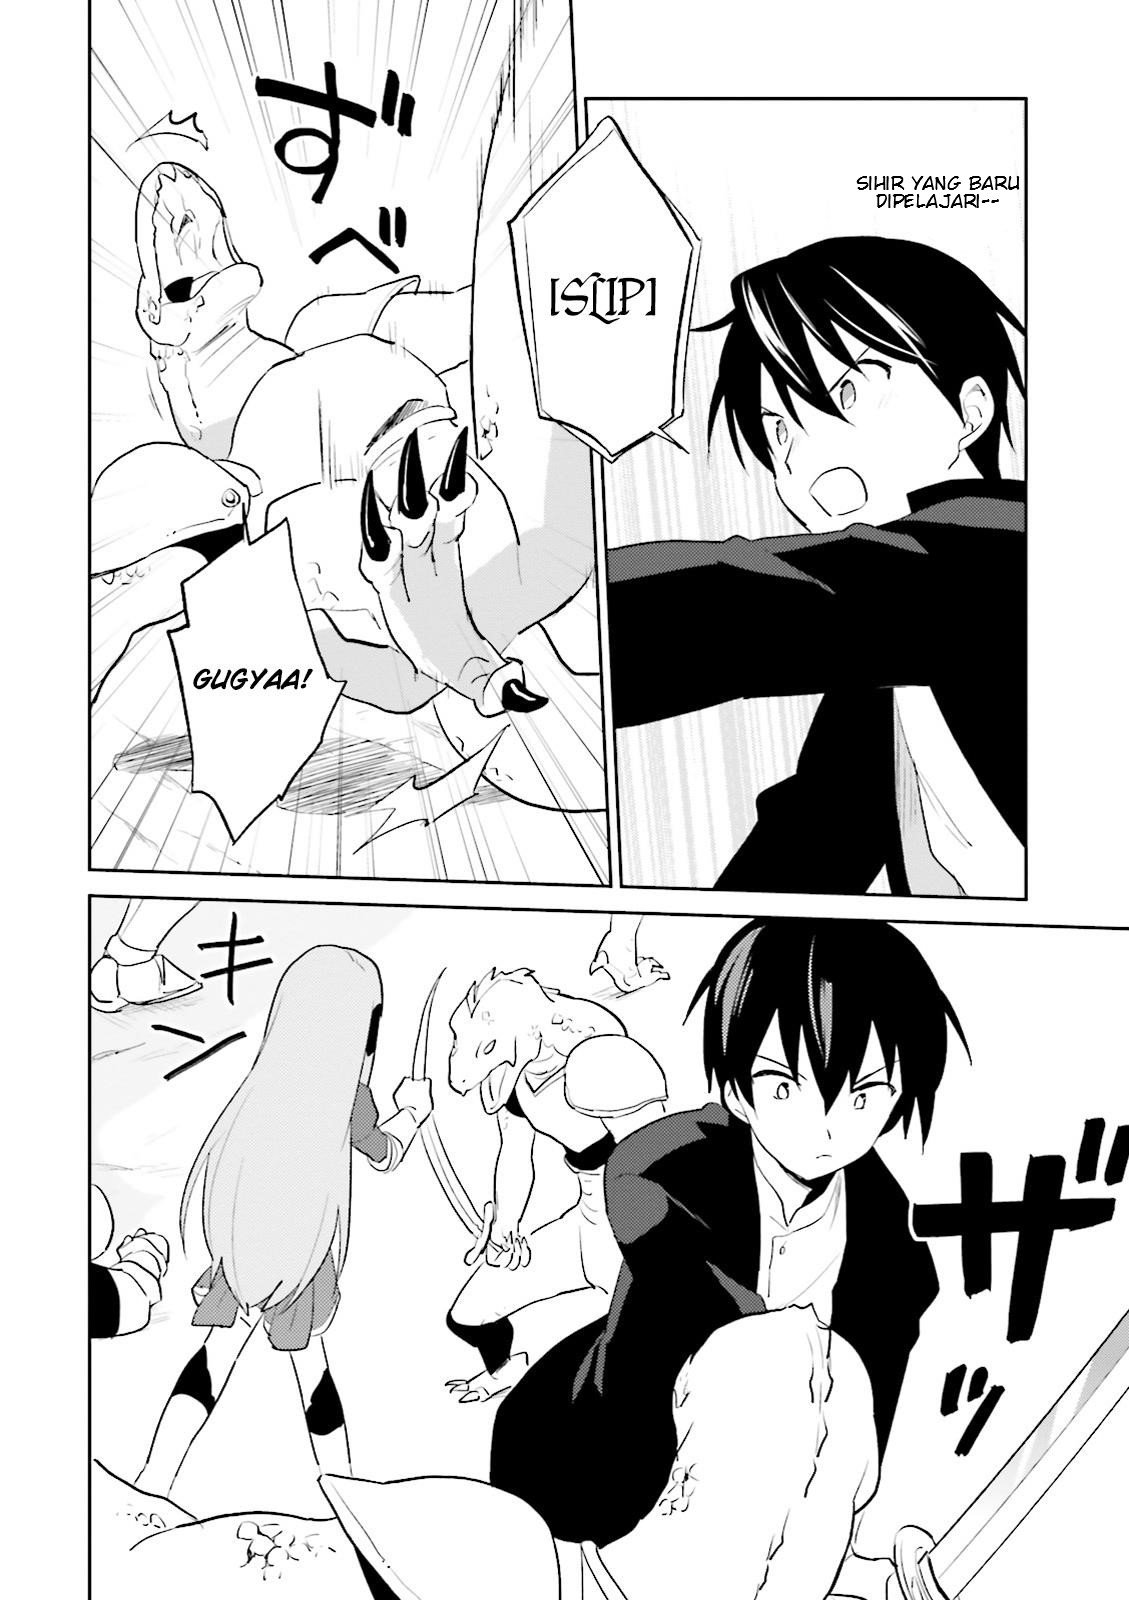 SIHIR YANG BARU
DIPELAJARI--
[SLIP]
ずべ
GUGYAA!
ザッ
キン